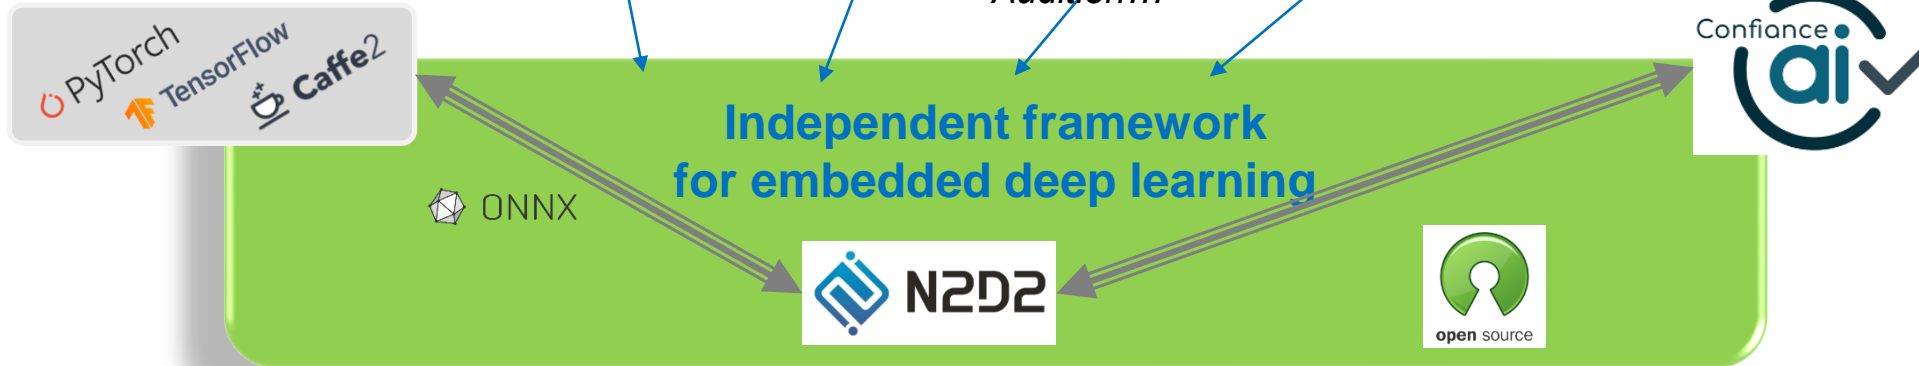 PyTorch
TensorFlow
Caffe2
Confiance
ai
Independent framework
for embedded deep learning
ONNX
N2D2
open source